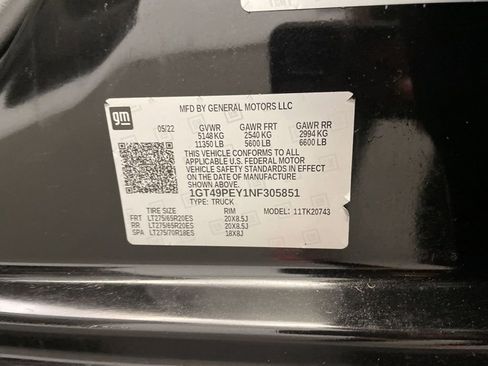 gm
MFD BY GENERAL MOTORS LLC
05/22 GVWR GAWR FRT GAWR RR
5148 KG 2540 KG 2994 KG
11350 LB 5600 LB 6600 LB
THIS VEHICLE CONFORMS TO ALL
APPLICABLE U.S. FEDERAL MOTOR
VEHICLE SAFETY STANDARDS IN EFFECT
ON THE DATE OF MANUFACTURE
1GT49PEY1NF305851
TYPE: TRUCK
TIRE SIZE RIM MODEL: 11TK20743
FRT LT275/65R20ES 20X8.5J
RR LT275/65R20ES 20X8.5J
SPA LT275/70R18ES 18X8J